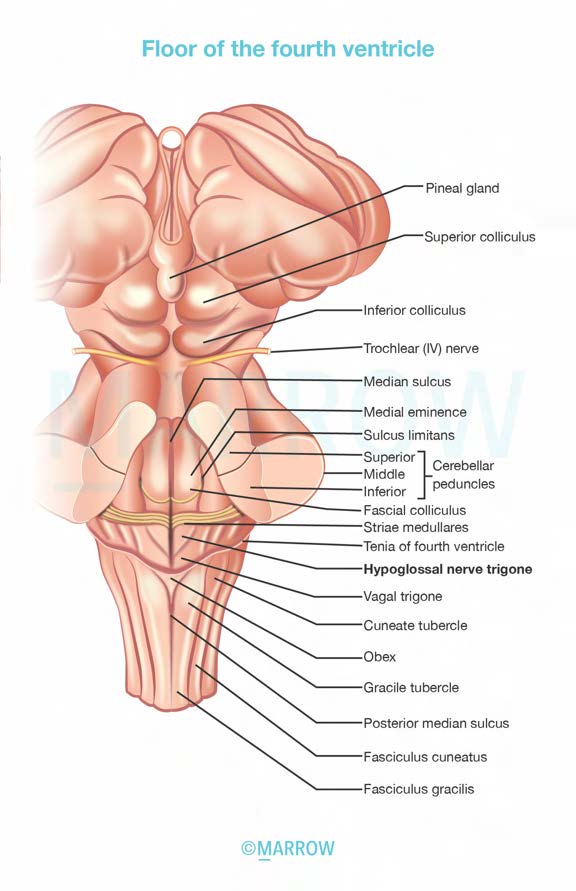 Floor of the fourth ventricle
Pineal gland
Superior colliculus
Inferior colliculus
Trochlear (IV) nerve
Median sulcus
Medial eminence
Sulcus limitans
Superior
Middle
Inferior
Cerebellar
peduncles
Fascial colliculus
Striae medullares
Tenia of fourth ventricle
Hypoglossal nerve trigone
Vagal trigone
Cuneate tubercle
Obex
Gracile tubercle
Posterior median sulcus
Fasciculus cuneatus
Fasciculus gracilis
MARROW
©MARROW